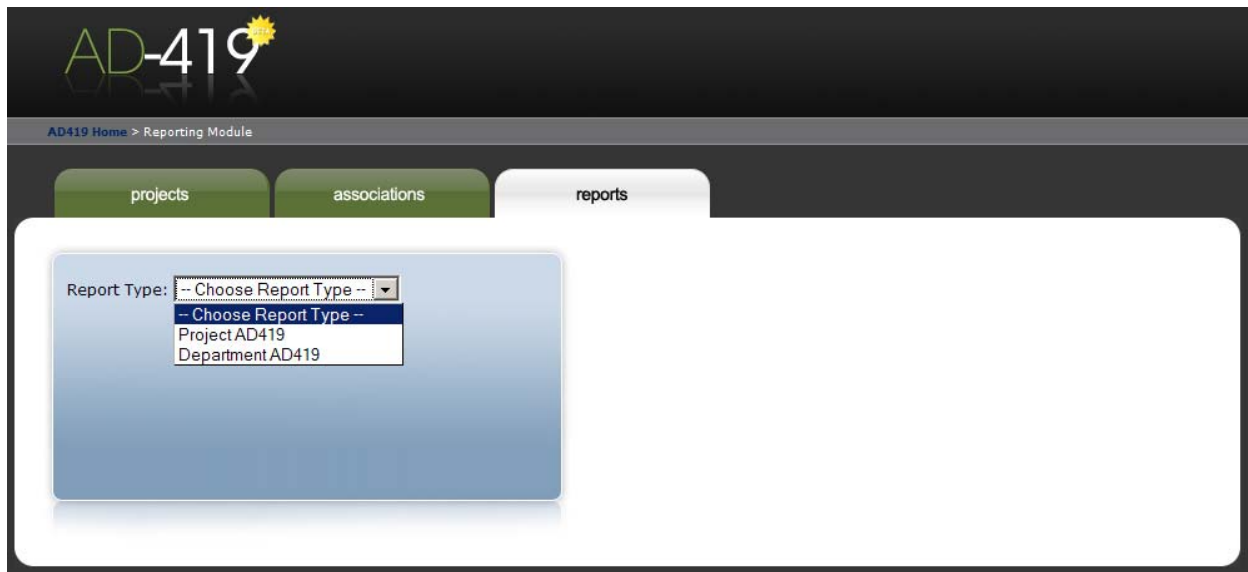 AD-419
BETA
AD419 Home > Reporting Module
projects
associations
reports
Report Type: -- Choose Report Type --
-- Choose Report Type --
Project AD419
Department AD419